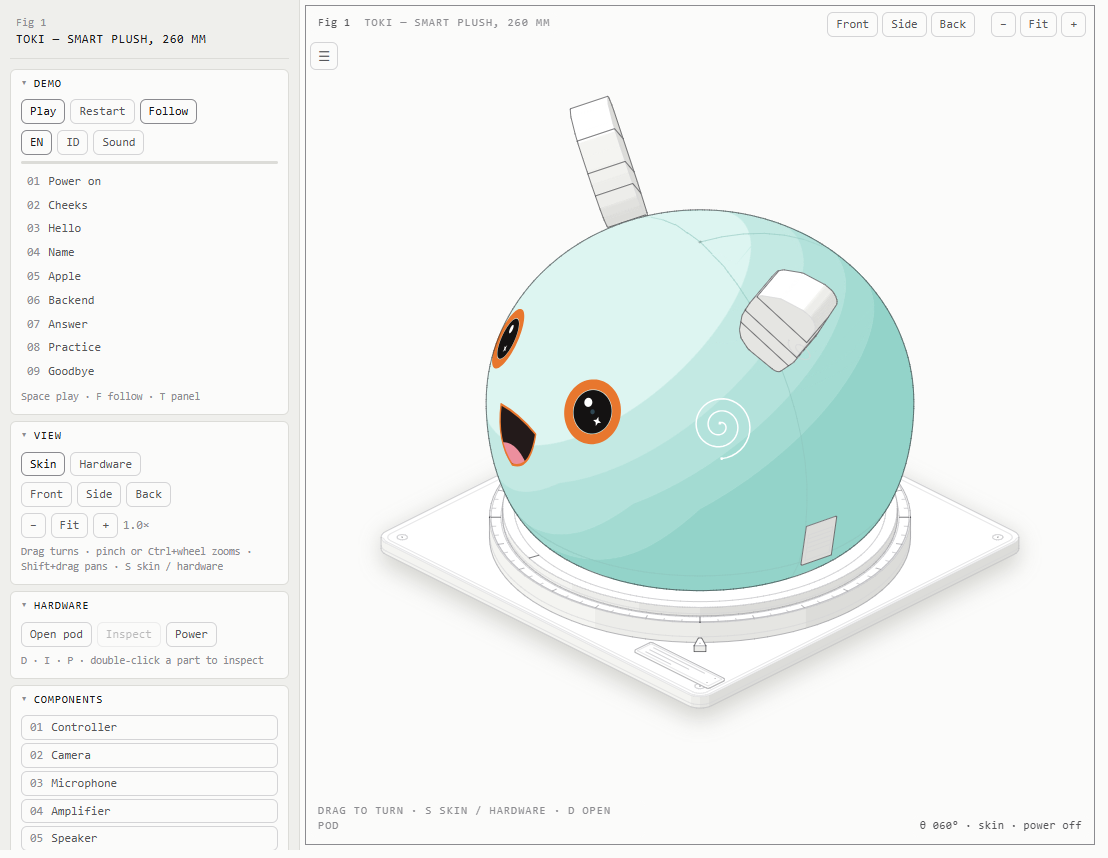 Fig 1
TOKI — SMART PLUSH, 260 MM
▾ DEMO
Play Restart Follow
EN ID Sound
01 Power on
02 Cheeks
03 Hello
04 Name
05 Apple
06 Backend
07 Answer
08 Practice
09 Goodbye
Space play · F follow · T panel
▾ VIEW
Skin Hardware
Front Side Back
− Fit + 1.0×
Drag turns · pinch or Ctrl+wheel zooms ·
Shift+drag pans · S skin / hardware
▾ HARDWARE
Open pod Inspect Power
D · I · P · double-click a part to inspect
▾ COMPONENTS
01 Controller
02 Camera
03 Microphone
04 Amplifier
05 Speaker
Fig 1 TOKI — SMART PLUSH, 260 MM
Front Side Back − Fit +
☰
DRAG TO TURN · S SKIN / HARDWARE · D OPEN
POD
θ 060° · skin · power off